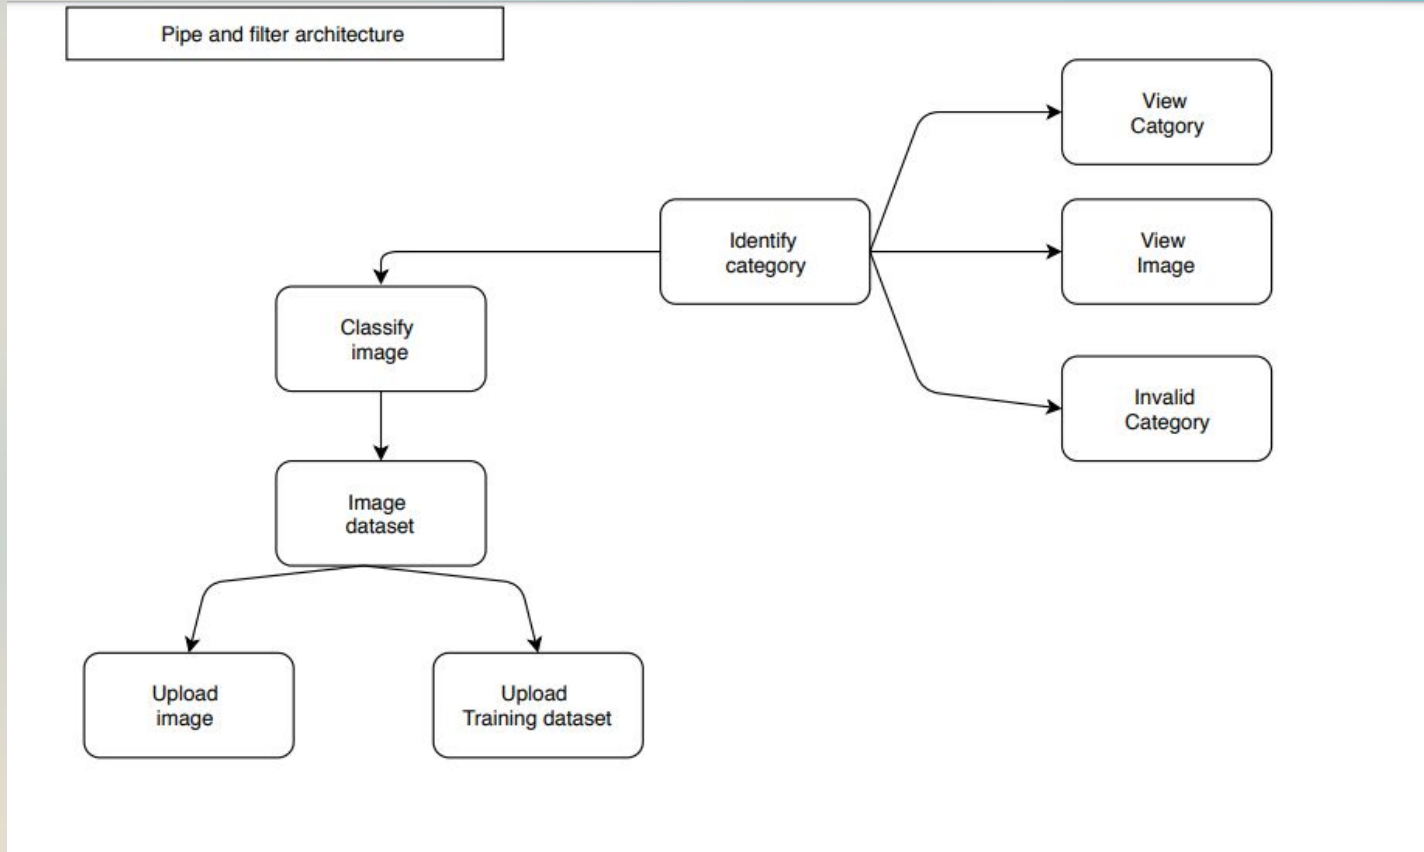 Pipe and filter architecture
View
Catgory
Identify
category
View
Image
Classify
image
Invalid
Category
Image
dataset
Upload
image
Upload
Training dataset